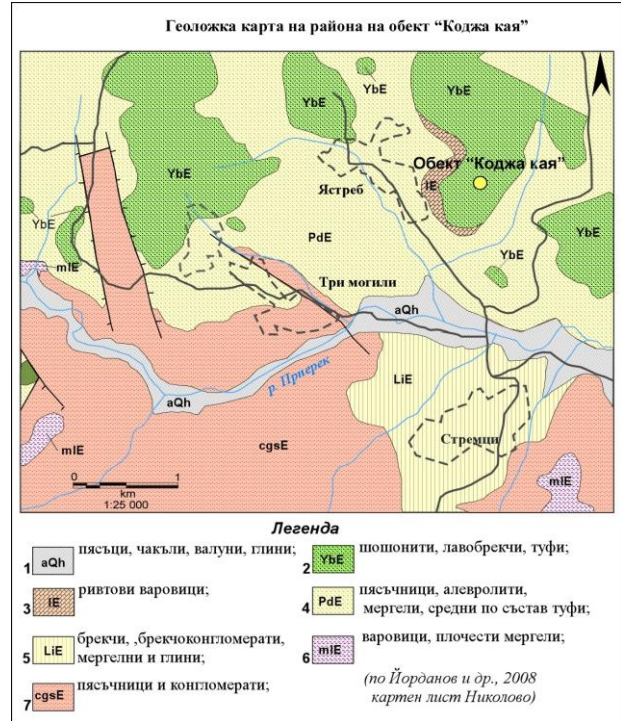 Геоложка карта на района на обект “Коджа кая”
YbE
YbE
YbE
YbE
YbE
Обект “Коджа кая”
Ястреб
lE
YbE
PdE
YbE
YbE
mlE
Три могили
aQh
р. Перперек
LiE
aQh
Стремци
cgsE
mlE
mlE
0 1
km
1:25 000
Легенда
1 aQh пясъци, чакъли, валуни, глини;
2 YbE шошонити, лавобрекчи, туфи;
3 lE ривтови варовици;
4 PdE пясъчници, алевролити,
мергели, средни по състав туфи;
5 LiE брекчи, ,брекчоконгломерати,
мергелни и глини;
6 mlE варовици, плочести мергели;
7 cgsE пясъчници и конгломерати;
(по Йорданов и др., 2008
картен лист Николово)